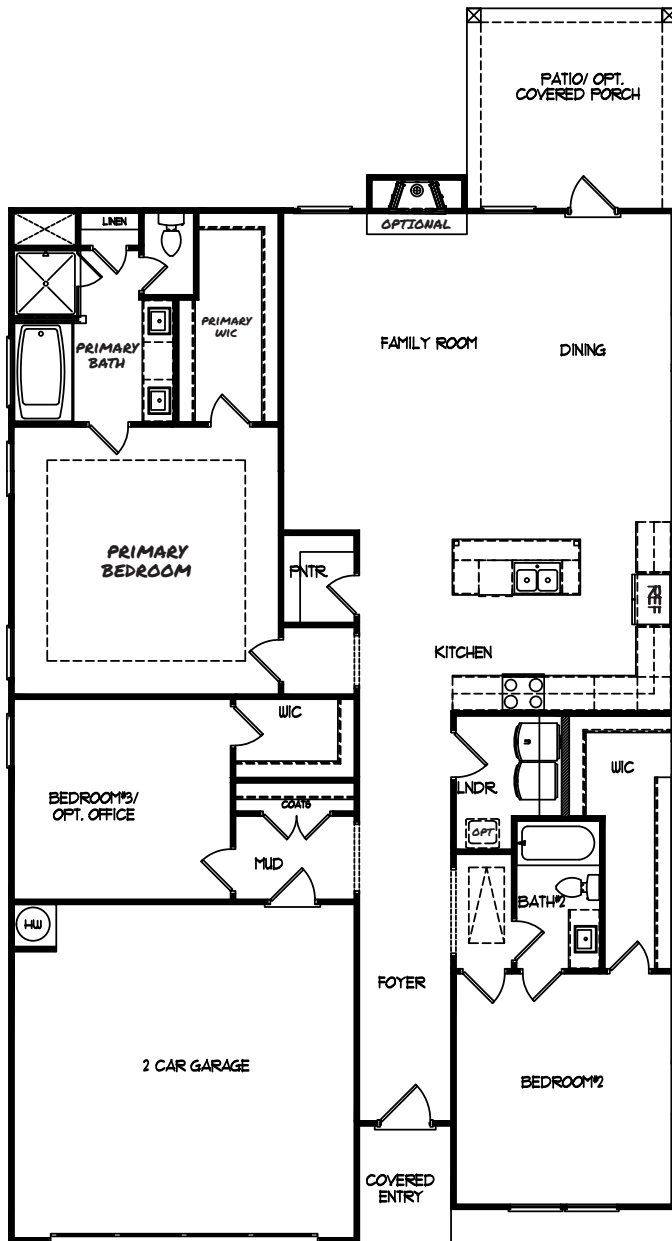 PATIO/ OPT.
COVERED PORCH
LINEN
OPTIONAL
PRIMARY
WIC
FAMILY ROOM
DINING
PRIMARY
BATH
PRIMARY
BEDROOM
PNTR
REF
KITCHEN
WIC
WIC
LNDR
BEDROOM#3/
OPT. OFFICE
COATS
OPT
MUD
BATH#2
HW
FOYER
2 CAR GARAGE
BEDROOM#2
COVERED
ENTRY